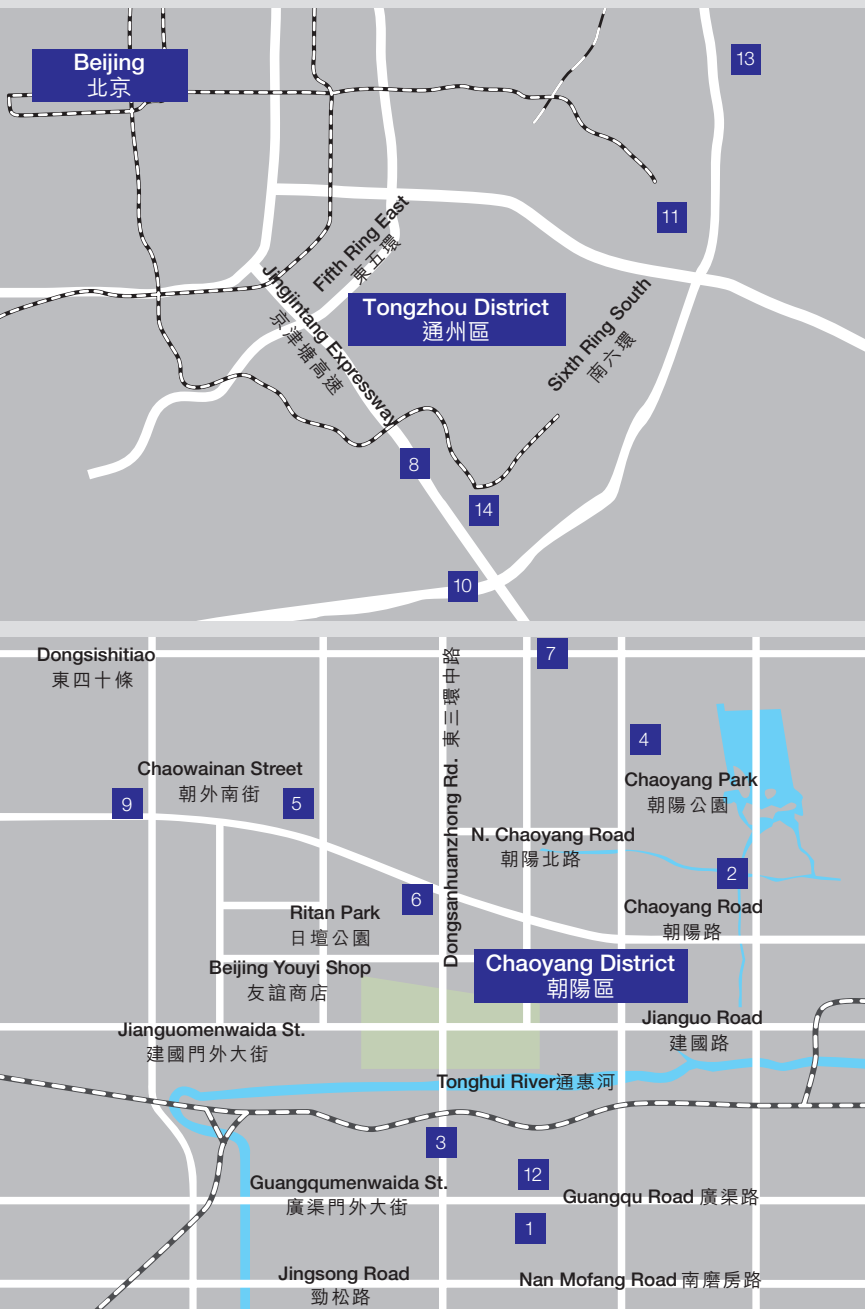 Beijing
北京
13
11
Fifth Ring East
東五環
Jingjintang Expressway
京津塘高速
Tongzhou District
通州區
Sixth Ring South
南六環
8
14
10
Dongsishitiao
東四十條
Dongsanhuanzhong Rd. 東三環中路
7
4
Chaowainan Street
朝外南街
9
5
Chaoyang Park
朝陽公園
N. Chaoyang Road
朝陽北路
2
6
Ritan Park
日壇公園
Chaoyang Road
朝陽路
Beijing Youyi Shop
友誼商店
Chaoyang District
朝陽區
Jianguomenwaida St.
建國門外大街
Jianguo Road
建國路
Tonghui River通惠河
3
12
Guangqumenwaida St.
廣渠門外大街
Guangqu Road 廣渠路
1
Jingsong Road
勁松路
Nan Mofang Road 南磨房路